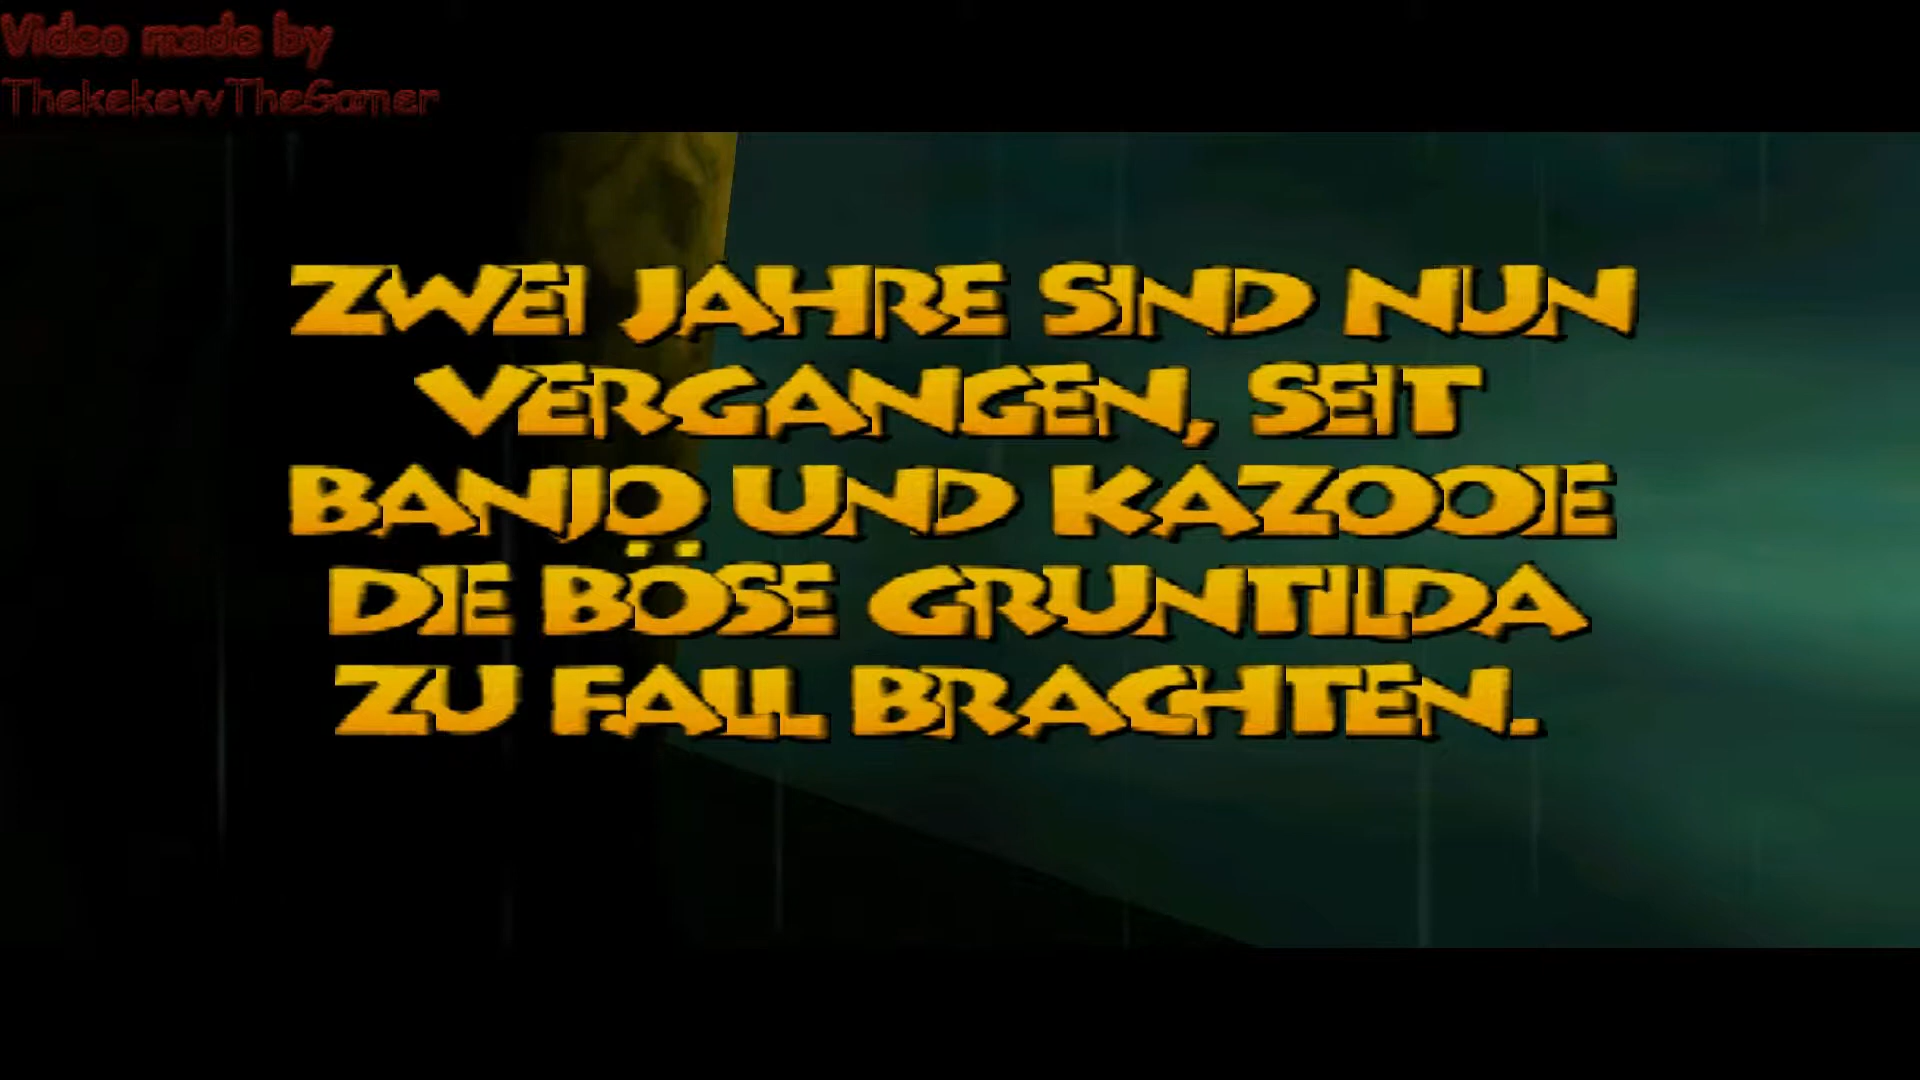 Video made by
ThekekewTheGamer
ZWEI JAHRE SIND NUN
VERGANGEN, SEIT
BANJO UND KAZOOIE
DIE BÖSE GRUNTILDA
ZU FALL BRACHTEN.